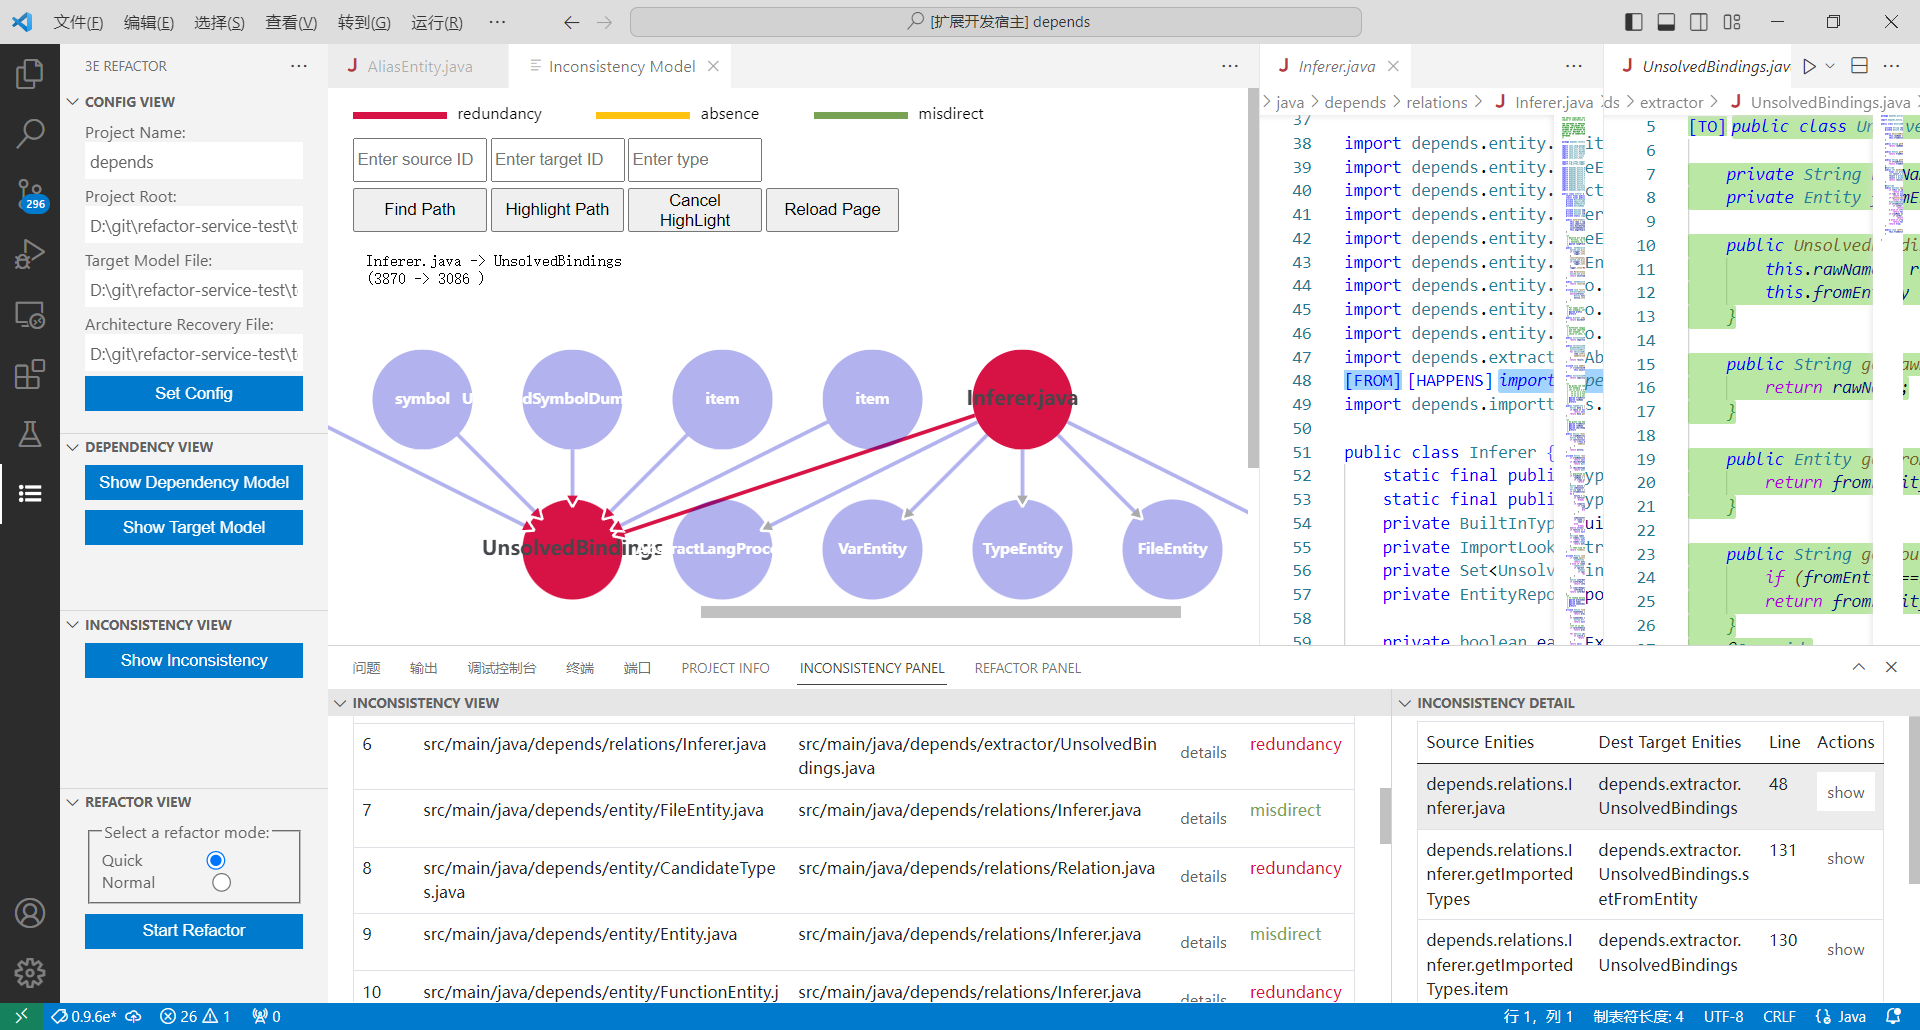 文件(F) 编辑(E) 选择(S) 查看(V) 转到(G) 运行(R) ··· [扩展开发宿主] depends
3E REFACTOR
CONFIG VIEW
Project Name:
depends
Project Root:
D:\git\refactor-service-test\t
Target Model File:
D:\git\refactor-service-test\t
Architecture Recovery File:
D:\git\refactor-service-test\t
Set Config
DEPENDENCY VIEW
Show Dependency Model
Show Target Model
INCONSISTENCY VIEW
Show Inconsistency
REFACTOR VIEW
Select a refactor mode:
Quick
Normal
Start Refactor
296
AliasEntity.java
Inconsistency Model
redundancy absence misdirect
Enter source ID Enter target ID Enter type
Find Path Highlight Path Cancel HighLight Reload Page
Inferer.java -> UnsolvedBindings
(3870 -> 3086 )
symbol item item Inferer.java
UnsolvedBindings VarEntity TypeEntity FileEntity
Inferer.java
java > depends > relations > Inferer.java
37
38 import depends.entity.
39 import depends.entity.
40 import depends.entity.
41 import depends.entity.
42 import depends.entity.
43 import depends.entity.
44 import depends.entity.
45 import depends.entity.
46 import depends.entity.
47 import depends.extract
48 [FROM] [HAPPENS] import
49 import depends.importt
50
51 public class Inferer {
52 static final publi
53 static final publi
54 private BuiltInTyp
55 private ImportLook
56 private Set<Unsolv
57 private EntityRepo
58
59 private boolean ea
UnsolvedBindings.jav
ds > extractor > UnsolvedBindings.java
5 [TO] public class
6
7 private String
8 private Entity
9
10 public Unsolved
11 this.rawNam
12 this.fromEn
13 }
14
15 public String g
16 return rawN
17 }
18
19 public Entity g
20 return from
21 }
22
23 public String g
24 if (fromEnt ==
25 return from
26 }
问题 输出 调试控制台 终端 端口 PROJECT INFO INCONSISTENCY PANEL REFACTOR PANEL
INCONSISTENCY VIEW
6 src/main/java/depends/relations/Inferer.java src/main/java/depends/extractor/UnsolvedBin details redundancy
dings.java
7 src/main/java/depends/entity/FileEntity.java src/main/java/depends/relations/Inferer.java details misdirect
8 src/main/java/depends/entity/CandidateType src/main/java/depends/relations/Relation.java details redundancy
s.java
9 src/main/java/depends/entity/Entity.java src/main/java/depends/relations/Inferer.java details misdirect
10 src/main/java/depends/entity/FunctionEntity.j src/main/java/depends/relations/Inferer.java details redundancy
INCONSISTENCY DETAIL
Source Enities Dest Target Enities Line Actions
depends.relations.I depends.extractor. 48 show
nferer.java UnsolvedBindings
depends.relations.I depends.extractor. 131 show
nferer.getImported UnsolvedBindings.s
Types etFromEntity
depends.relations.I depends.extractor. 130 show
nferer.getImported UnsolvedBindings
Types.item
0.9.6e* 26 1 0 行 1，列 1 制表符长度: 4 UTF-8 CRLF Java